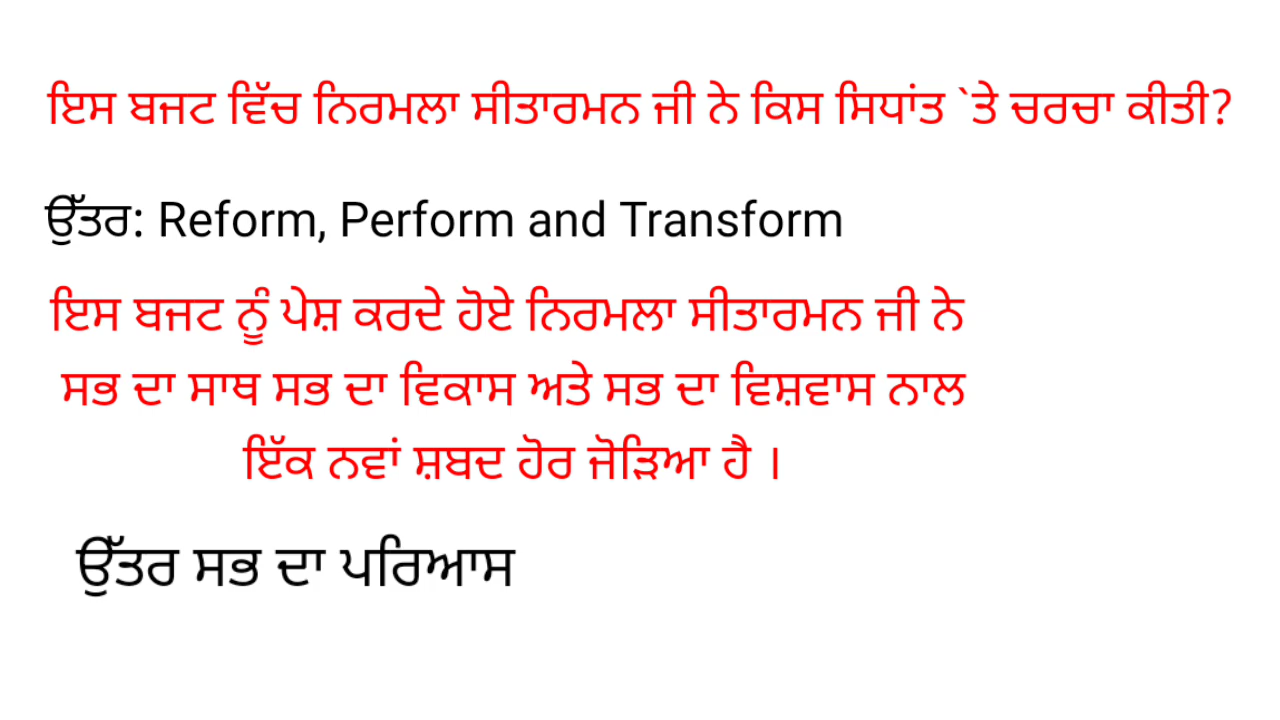 ਇਸ ਬਜਟ ਵਿੱਚ ਨਿਰਮਲਾ ਸੀਤਾਰਮਨ ਜੀ ਨੇ ਕਿਸ ਸਿਧਾਂਤ `ਤੇ ਚਰਚਾ ਕੀਤੀ?
ਉੱਤਰ: Reform, Perform and Transform
ਇਸ ਬਜਟ ਨੂੰ ਪੇਸ਼ ਕਰਦੇ ਹੋਏ ਨਿਰਮਲਾ ਸੀਤਾਰਮਨ ਜੀ ਨੇ
ਸਭ ਦਾ ਸਾਥ ਸਭ ਦਾ ਵਿਕਾਸ ਅਤੇ ਸਭ ਦਾ ਵਿਸ਼ਵਾਸ ਨਾਲ
ਇੱਕ ਨਵਾਂ ਸ਼ਬਦ ਹੋਰ ਜੋੜਿਆ ਹੈ ।
ਉੱਤਰ ਸਭ ਦਾ ਪਰਿਆਸ